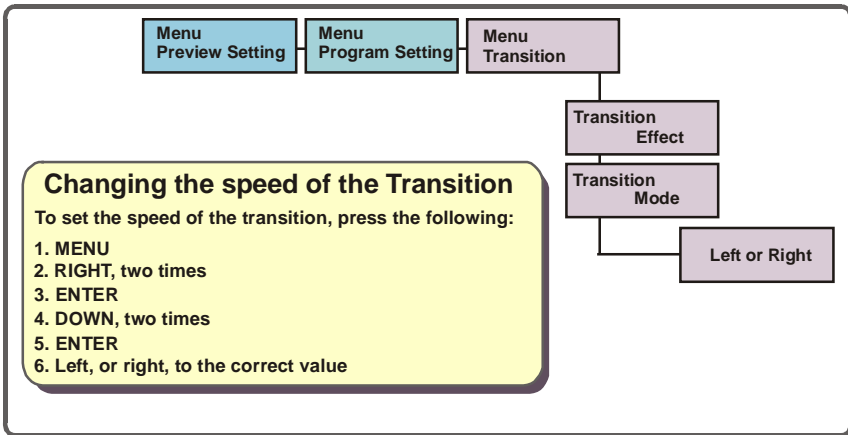 Menu
Preview Setting
Menu
Program Setting
Menu
Transition
Transition
Effect
Transition
Mode
Left or Right
Changing the speed of the Transition
To set the speed of the transition, press the following:
1. MENU
2. RIGHT, two times
3. ENTER
4. DOWN, two times
5. ENTER
6. Left, or right, to the correct value